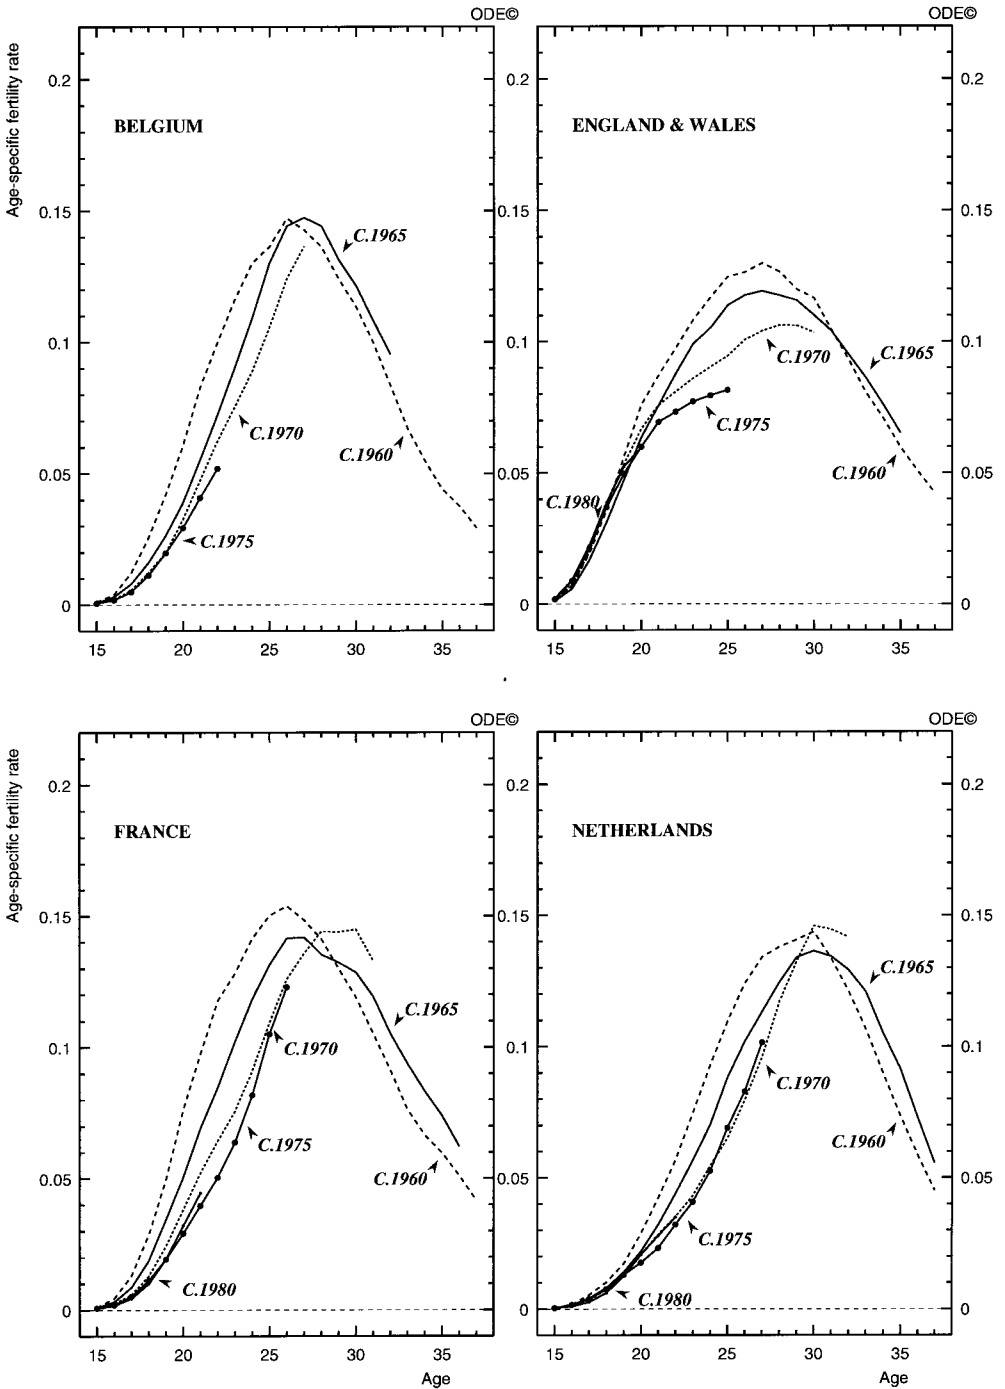 ODE©
ODE©
Age-specific fertility rate
BELGIUM
ENGLAND & WALES
0.2
0.2
0.15
0.15
0.15
0.1
0.1
0.1
0.05
0.05
0.05
0
0
0
C.1965
C.1970
C.1960
C.1975
C.1965
C.1970
C.1975
C.1960
C.1980
15 20 25 30 35
15 20 25 30 35
ODE©
ODE©
Age-specific fertility rate
FRANCE
NETHERLANDS
0.2
0.2
0.15
0.15
0.15
0.1
0.1
0.1
0.05
0.05
0.05
0
0
0
C.1965
C.1970
C.1975
C.1960
C.1980
C.1965
C.1970
C.1960
C.1975
C.1980
15 20 25 30 35
15 20 25 30 35
Age
Age